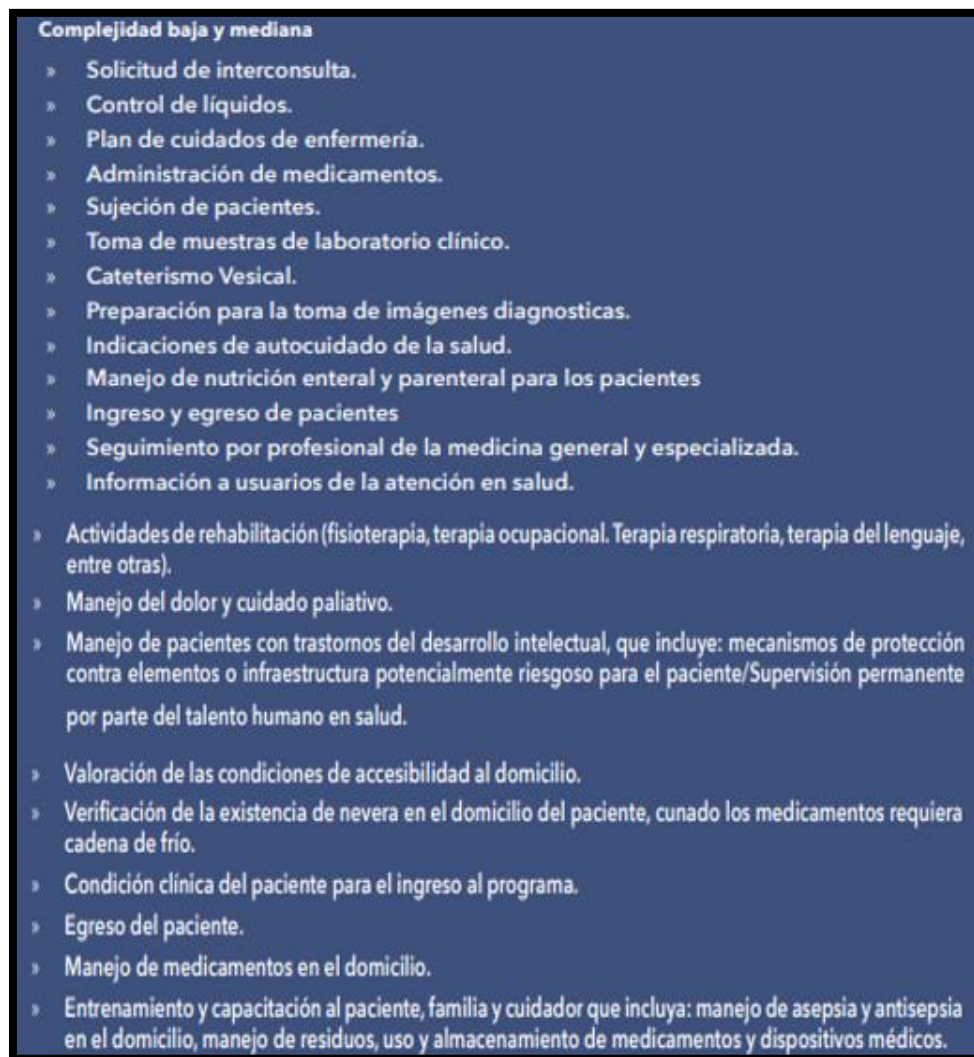 Complejidad baja y mediana
» Solicitud de interconsulta.
» Control de líquidos.
» Plan de cuidados de enfermería.
» Administración de medicamentos.
» Sujeción de pacientes.
» Toma de muestras de laboratorio clínico.
» Cateterismo Vesical.
» Preparación para la toma de imágenes diagnosticas.
» Indicaciones de autocuidado de la salud.
» Manejo de nutrición enteral y parenteral para los pacientes
» Ingreso y egreso de pacientes
» Seguimiento por profesional de la medicina general y especializada.
» Información a usuarios de la atención en salud.
» Actividades de rehabilitación (fisioterapia, terapia ocupacional. Terapia respiratoria, terapia del lenguaje,
entre otras).
» Manejo del dolor y cuidado paliativo.
» Manejo de pacientes con trastornos del desarrollo intelectual, que incluye: mecanismos de protección
contra elementos o infraestructura potencialmente riesgoso para el paciente/Supervisión permanente
por parte del talento humano en salud.
» Valoración de las condiciones de accesibilidad al domicilio.
» Verificación de la existencia de nevera en el domicilio del paciente, cunado los medicamentos requiera
cadena de frío.
» Condición clínica del paciente para el ingreso al programa.
» Egreso del paciente.
» Manejo de medicamentos en el domicilio.
» Entrenamiento y capacitación al paciente, familia y cuidador que incluya: manejo de asepsia y antisepsia
en el domicilio, manejo de residuos, uso y almacenamiento de medicamentos y dispositivos médicos.